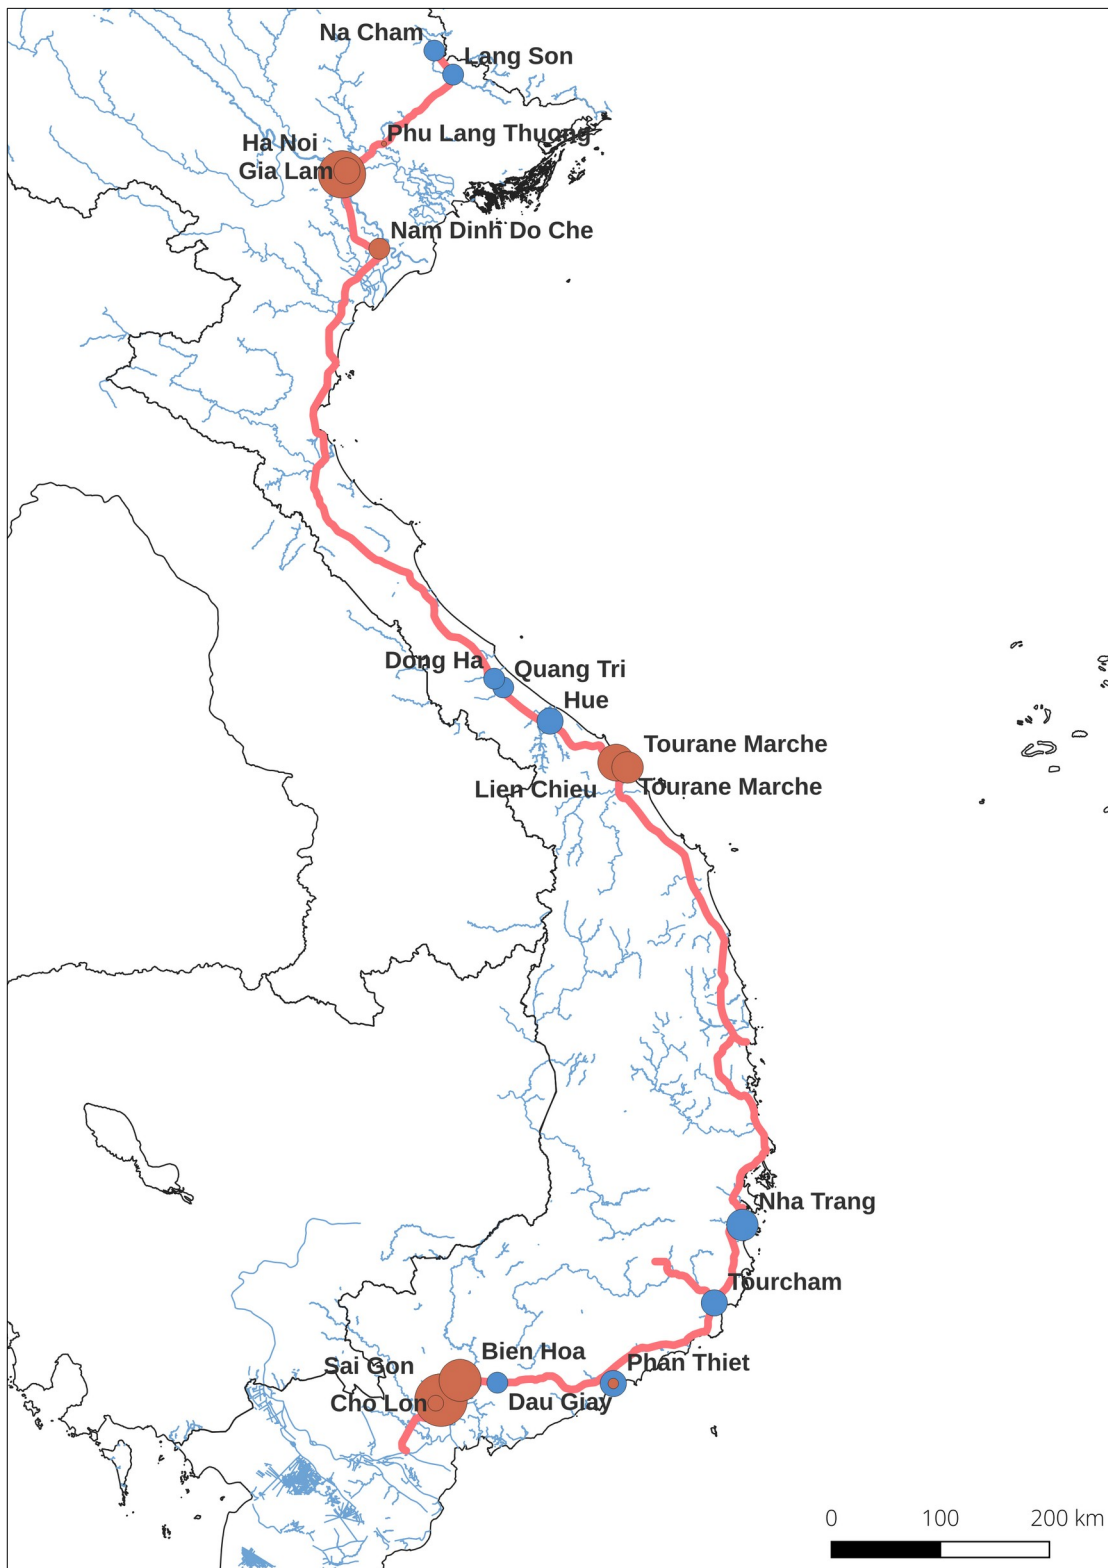 Na Cham
Lang Son
Phu Lang Thuong
Ha Noi
Gia Lam
Nam Dinh Do Che
Dong Ha
Quang Tri
Hue
Tourane Marche
Lien Chieu
Tourane Marche
Nha Trang
Tourcham
Bien Hoa
Phan Thiet
Sai Gon
Cho Lon
Dau Giay
0 100 200 km